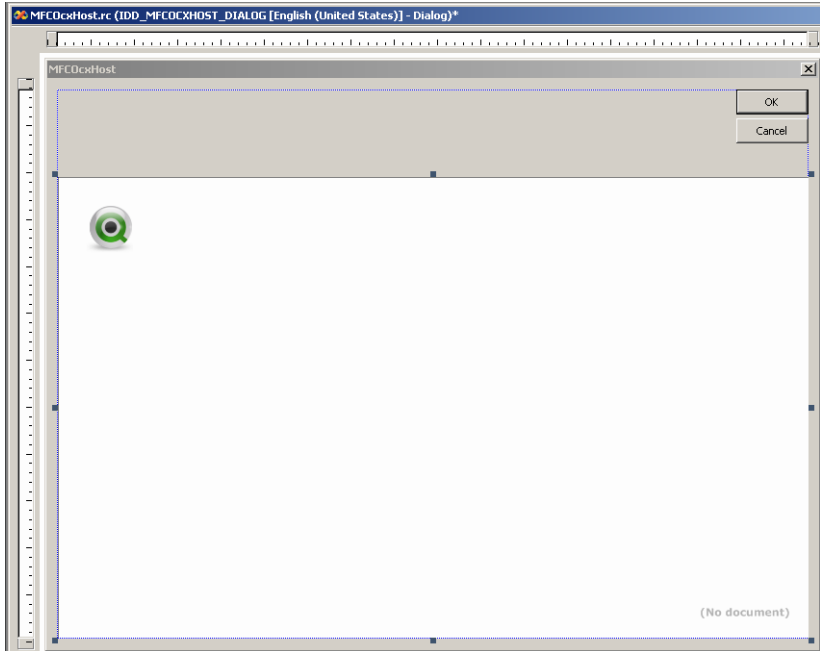 MFCOcxHost.rc (IDD_MFCOCXHOST_DIALOG [English (United States)] - Dialog)*
MFCOcxHost
OK
Cancel
(No document)